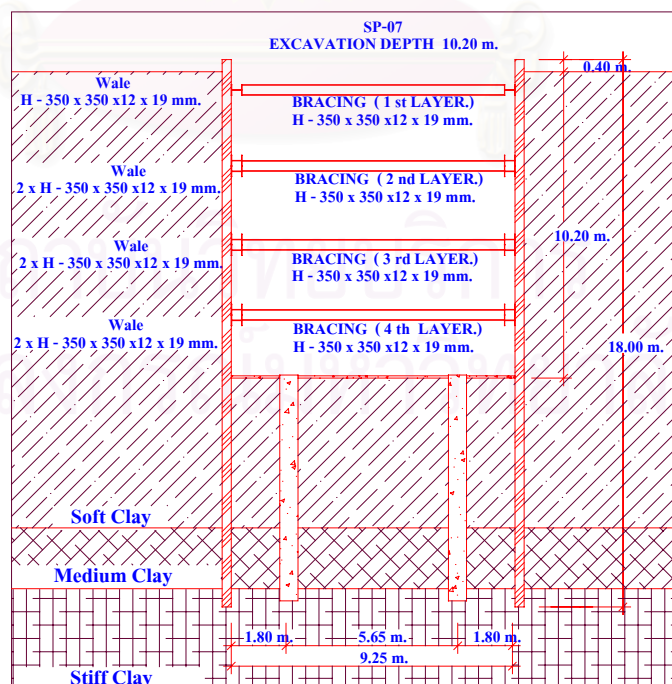 SP-07
EXCAVATION DEPTH 10.20 m.
0.40 m.
Wale
H - 350 x 350 x12 x 19 mm.
BRACING ( 1 st LAYER.)
H - 350 x 350 x12 x 19 mm.
Wale
2 x H - 350 x 350 x12 x 19 mm.
BRACING ( 2 nd LAYER.)
H - 350 x 350 x12 x 19 mm.
10.20 m.
Wale
2 x H - 350 x 350 x12 x 19 mm.
BRACING ( 3 rd LAYER.)
H - 350 x 350 x12 x 19 mm.
Wale
2 x H - 350 x 350 x12 x 19 mm.
BRACING ( 4 th LAYER.)
H - 350 x 350 x12 x 19 mm.
18.00 m.
Soft Clay
Medium Clay
1.80 m.
5.65 m.
1.80 m.
9.25 m.
Stiff Clay